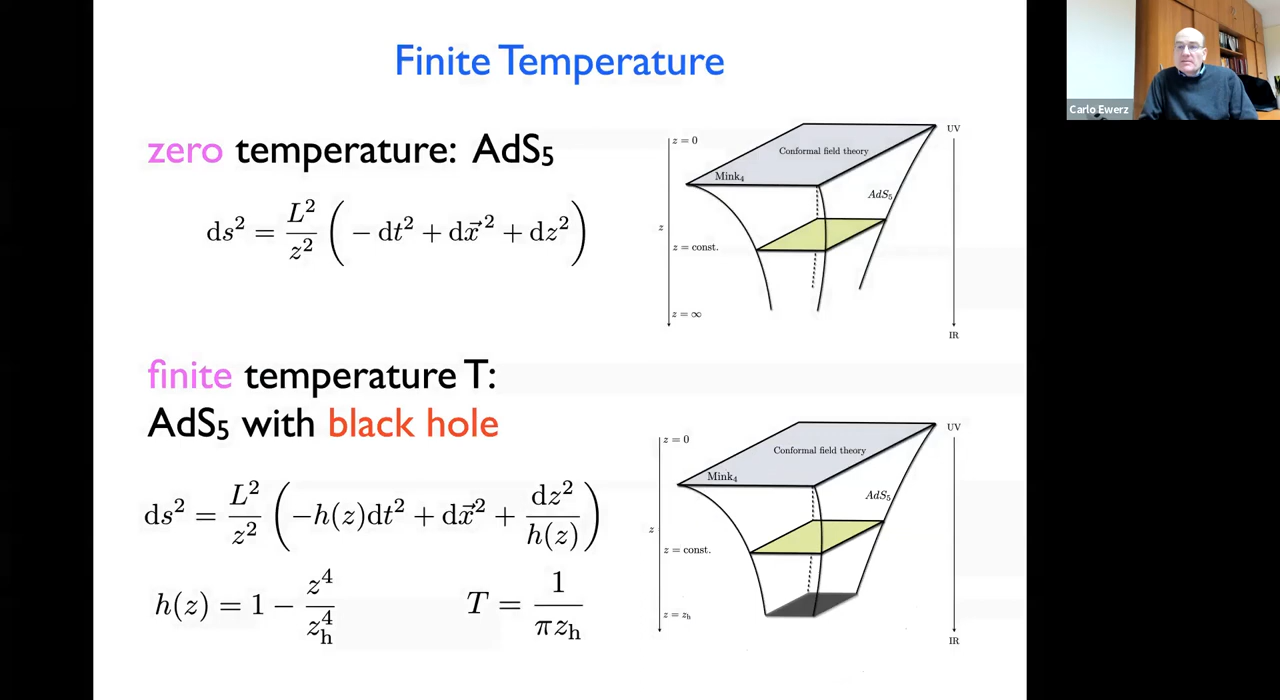 Finite Temperature
zero temperature: AdS₅
ds² = L²/z² ( − dt² + dx⃗ ² + dz² )
z = 0
Conformal field theory
UV
Mink₄
AdS₅
z
z = const.
z = ∞
IR
finite temperature T:
AdS₅ with black hole
ds² = L²/z² ( −h(z)dt² + dx⃗² + dz²/h(z) )
h(z) = 1 − z⁴/z_h⁴
T = 1/(πz_h)
z = 0
Conformal field theory
UV
Mink₄
AdS₅
z
z = const.
z = z_h
IR
Carlo Ewerz